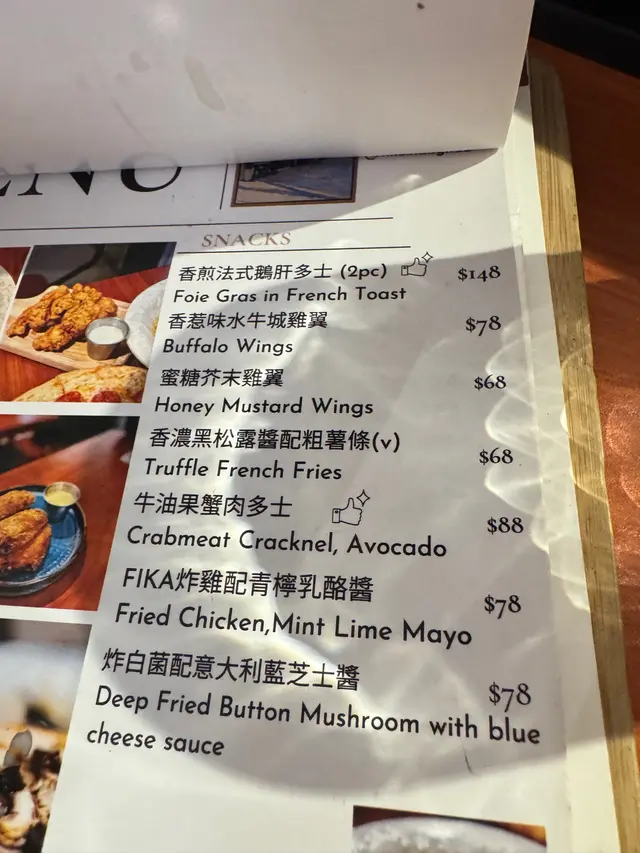 MENU
SNACKS
香煎法式鵝肝多士 (2pc) $148
Foie Gras in French Toast
香惹味水牛城雞翼 $78
Buffalo Wings
蜜糖芥末雞翼 $68
Honey Mustard Wings
香濃黑松露醬配粗薯條(v) $68
Truffle French Fries
牛油果蟹肉多士 $88
Crabmeat Cracknel, Avocado
FIKA炸雞配青檸乳酪醬 $78
Fried Chicken,Mint Lime Mayo
炸白菌配意大利藍芝士醬 $78
Deep Fried Button Mushroom with blue
cheese sauce